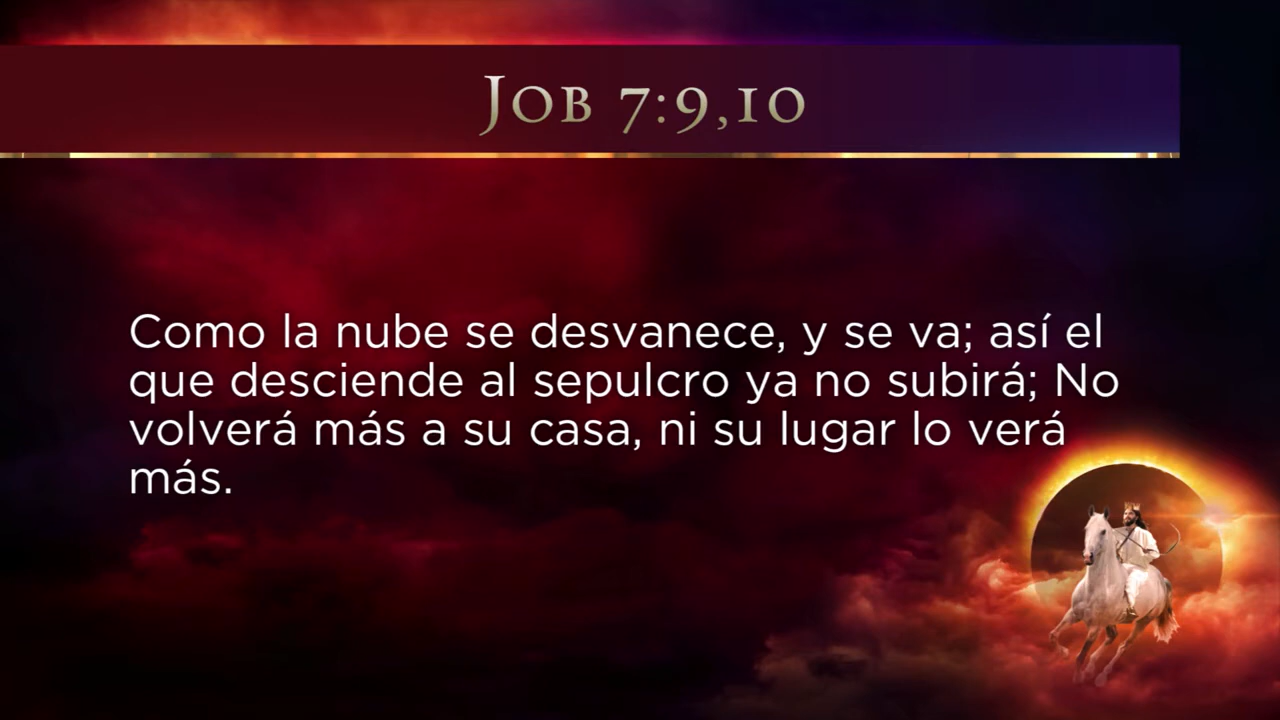 Job 7:9,10
Como la nube se desvanece, y se va; así el
que desciende al sepulcro ya no subirá; No
volverá más a su casa, ni su lugar lo verá
más.